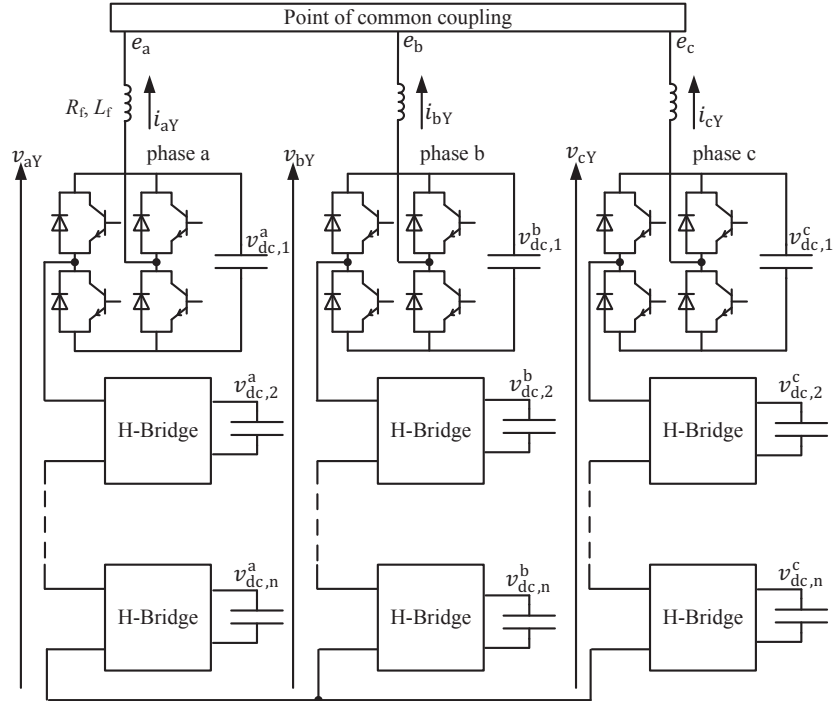 Point of common coupling
e_a e_b e_c
R_f, L_f i_aY i_bY i_cY
v_aY phase a v_bY phase b v_cY phase c
v^a_dc,1 v^b_dc,1 v^c_dc,1
v^a_dc,2 v^b_dc,2 v^c_dc,2
H-Bridge H-Bridge H-Bridge
v^a_dc,n v^b_dc,n v^c_dc,n
H-Bridge H-Bridge H-Bridge